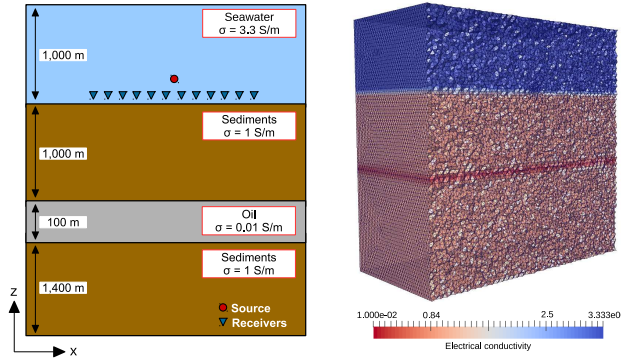 Seawater
σ = 3.3 S/m
1,000 m
Sediments
σ = 1 S/m
1,000 m
Oil
σ = 0.01 S/m
100 m
Sediments
σ = 1 S/m
1,400 m
Source
Receivers
Z
X
1.000e-02 0.84 2.5 3.333e0
Electrical conductivity